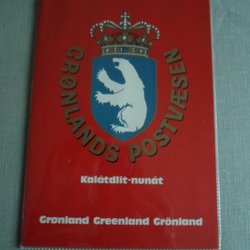 GRØNLANDS POSTVÆSEN
Kalâtdlit-nunât
Grønland Greenland Grönland